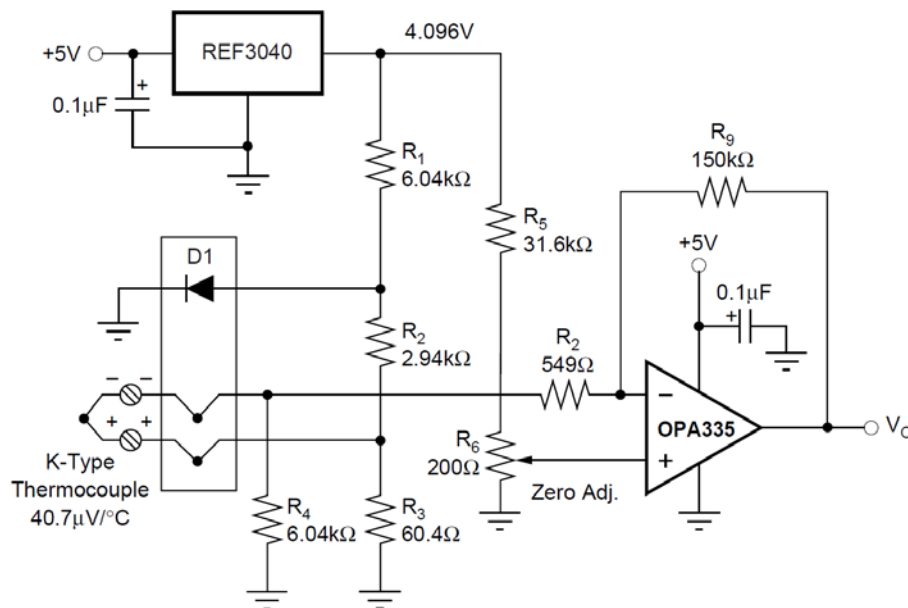 +5V
REF3040
4.096V
0.1μF
+
R1
6.04kΩ
R9
150kΩ
R5
31.6kΩ
+5V
D1
0.1μF
+
R2
2.94kΩ
R2
549Ω
− −
+ +
−
OPA335
+
VO
K-Type
Thermocouple
40.7μV/°C
R6
200Ω
Zero Adj.
R4
6.04kΩ
R3
60.4Ω